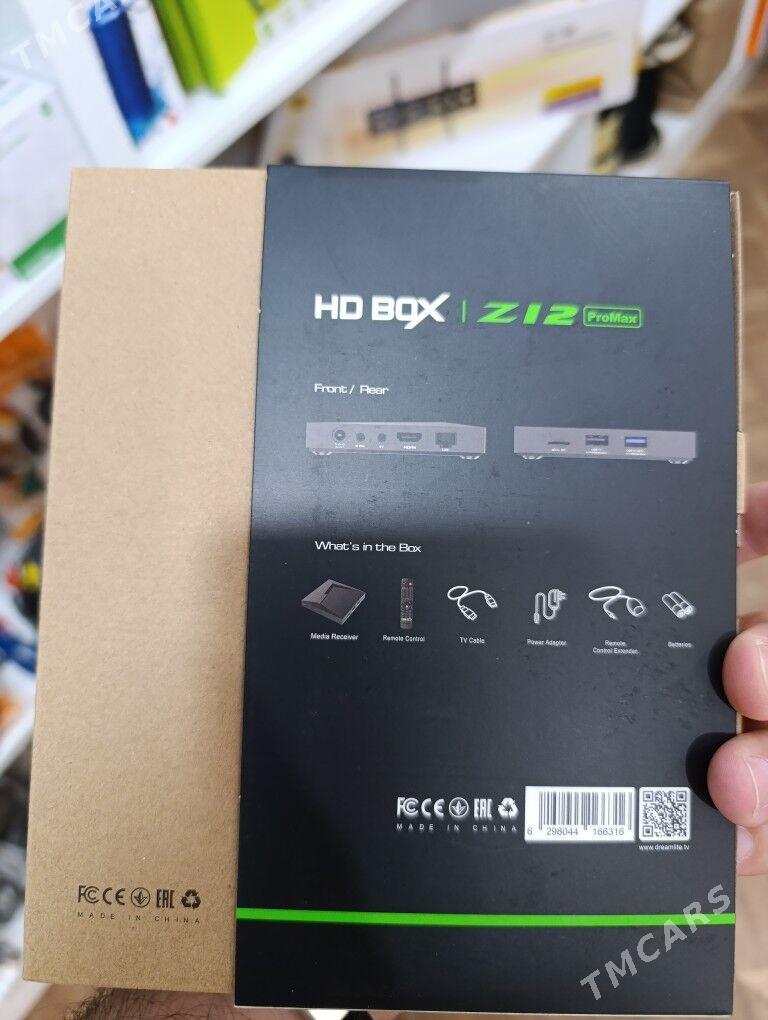 TMCARS
HD BOX | Z12 ProMax
Front / Rear
HDMI
LAN
What's in the Box
Media Receiver
Remote Control
TV Cable
Power Adapter
Remote
Control Extender
Batteries
FC CE EAC
MADE IN CHINA
6 298044 166316
www.dreamlite.tv
FC CE EAC
MADE IN CHINA
TMCARS